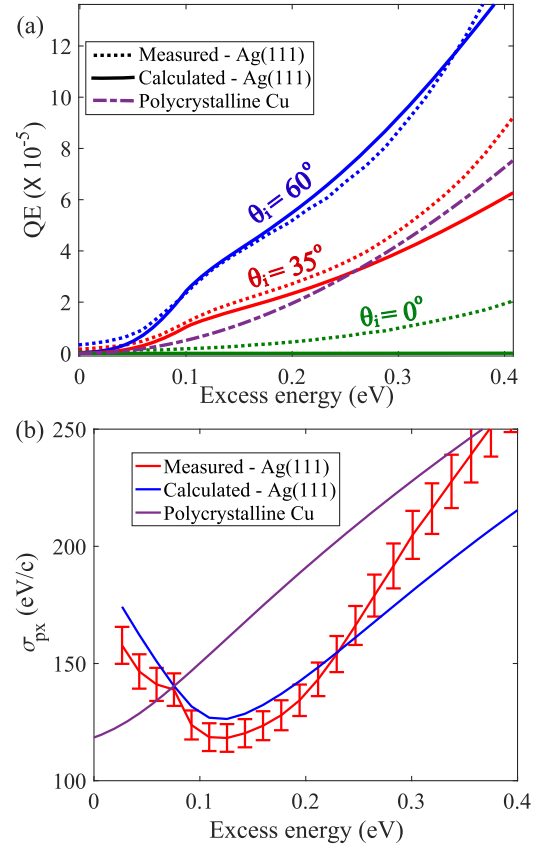 (a)
Measured - Ag(111)
Calculated - Ag(111)
Polycrystalline Cu
QE (X 10⁻⁵)
12
10
8
6
4
2
0
θᵢ = 60°
θᵢ = 35°
θᵢ = 0°
0 0.1 0.2 0.3 0.4
Excess energy (eV)
(b)
Measured - Ag(111)
Calculated - Ag(111)
Polycrystalline Cu
σₚₓ (eV/c)
250
200
150
100
0 0.1 0.2 0.3 0.4
Excess energy (eV)